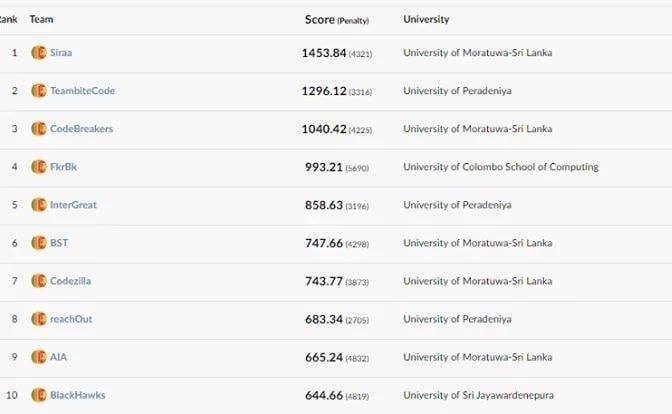 Rank Team Score (Penalty) University
1 Siraa 1453.84 (4321) University of Moratuwa-Sri Lanka
2 TeambiteCode 1296.12 (3316) University of Peradeniya
3 CodeBreakers 1040.42 (4225) University of Moratuwa-Sri Lanka
4 FkrBk 993.21 (5690) University of Colombo School of Computing
5 InterGreat 858.63 (3196) University of Peradeniya
6 BST 747.66 (4298) University of Moratuwa-Sri Lanka
7 Codezilla 743.77 (3873) University of Moratuwa-Sri Lanka
8 reachOut 683.34 (2705) University of Peradeniya
9 AIA 665.24 (4832) University of Moratuwa-Sri Lanka
10 BlackHawks 644.66 (4819) University of Sri Jayawardenepura